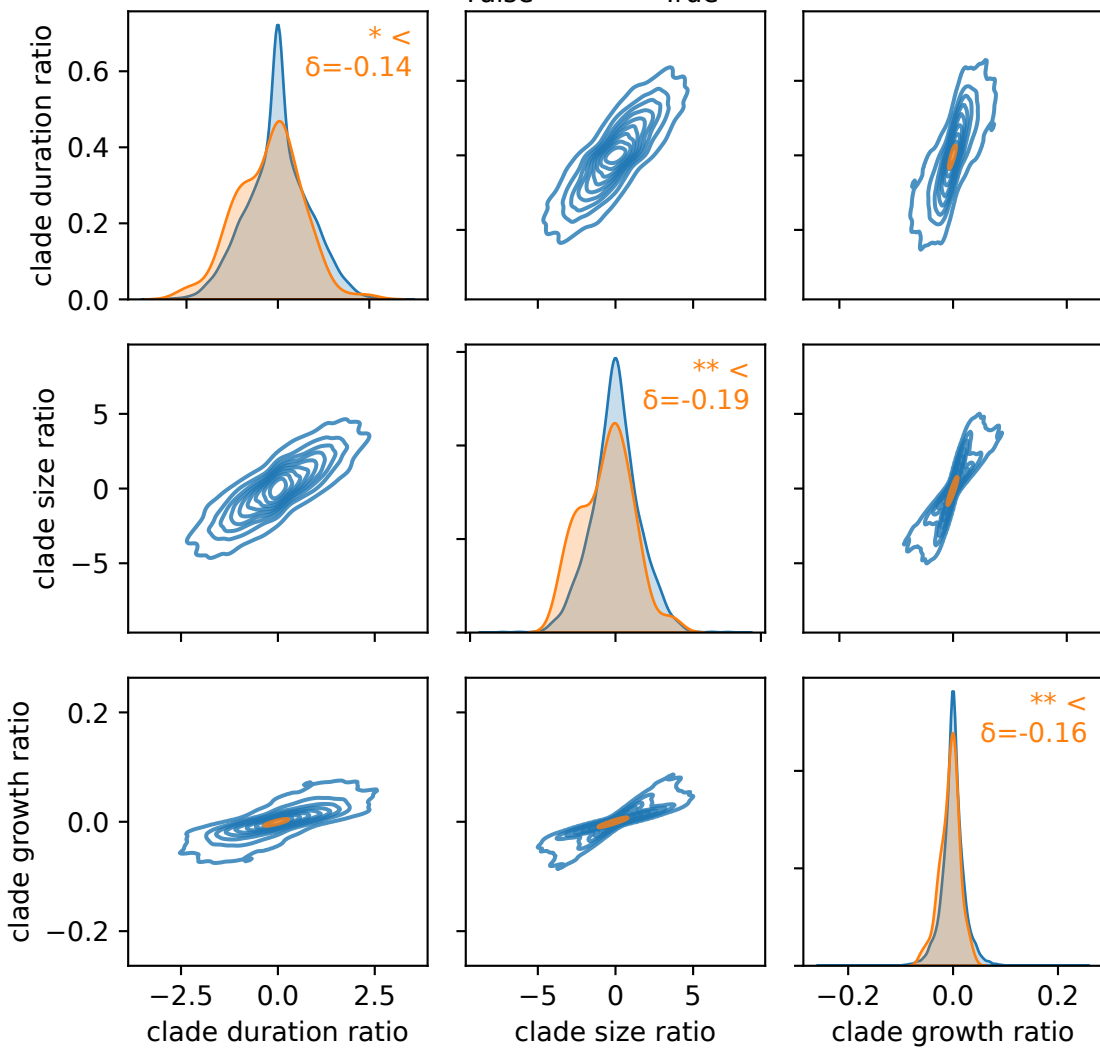 clade duration ratio
0.6
0.4
0.2
0.0
* <
δ=-0.14
clade size ratio
5
0
−5
** <
δ=-0.19
clade growth ratio
0.2
0.0
−0.2
** <
δ=-0.16
−2.5 0.0 2.5
−5 0 5
−0.2 0.0 0.2
clade duration ratio
clade size ratio
clade growth ratio